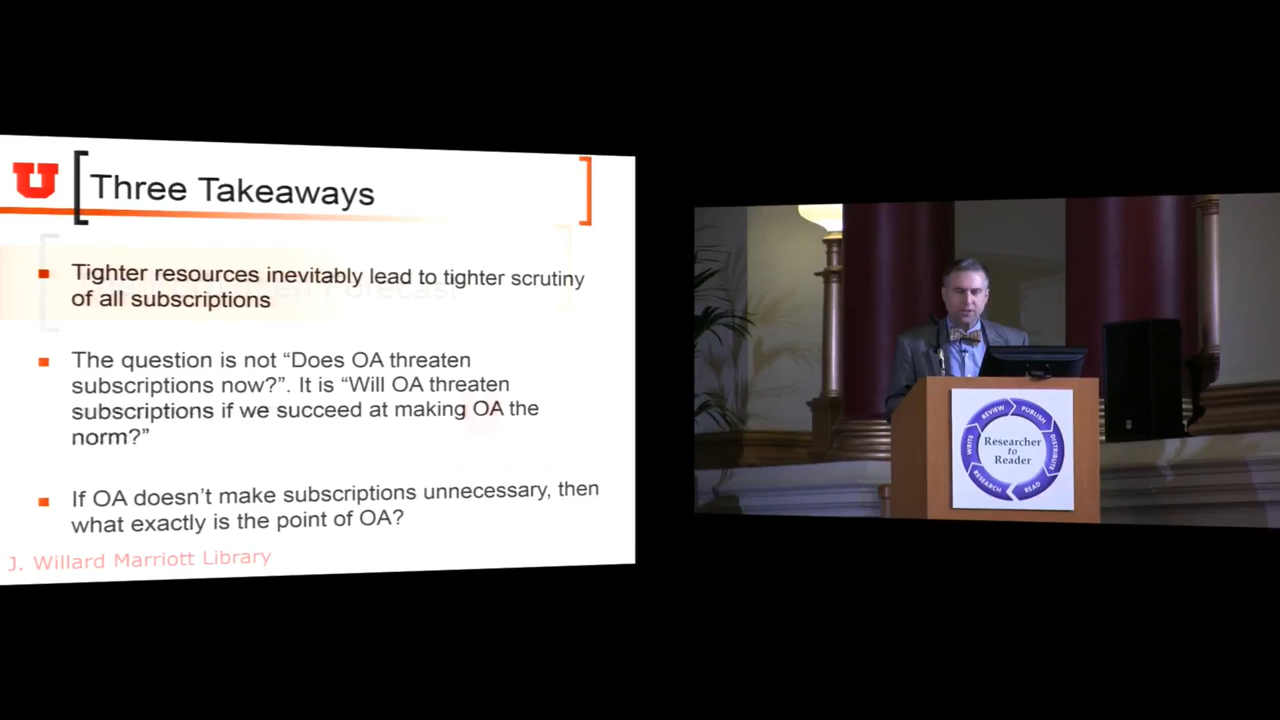 U
Three Takeaways
Tighter resources inevitably lead to tighter scrutiny
of all subscriptions
The question is not “Does OA threaten
subscriptions now?”. It is “Will OA threaten
subscriptions if we succeed at making OA the
norm?”
If OA doesn’t make subscriptions unnecessary, then
what exactly is the point of OA?
J. Willard Marriott Library
Researcher
to
Reader
REVIEW
PUBLISH
DISTRIBUTE
READ
RESEARCH
WRITE